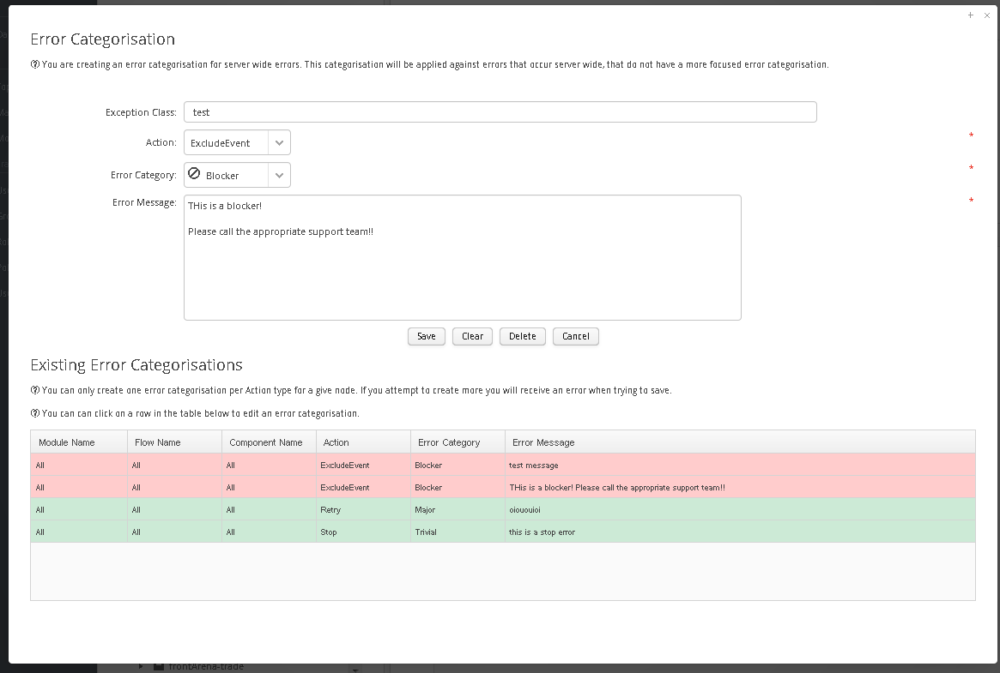 Error Categorisation
You are creating an error categorisation for server wide errors. This categorisation will be applied against errors that occur server wide, that do not have a more focused error categorisation.
Exception Class: test
Action: ExcludeEvent *
Error Category: Blocker *
Error Message: THis is a blocker! *
Please call the appropriate support team!!
Save Clear Delete Cancel
Existing Error Categorisations
You can only create one error categorisation per Action type for a give node. If you attempt to create more you will receive an error when trying to save.
You can can click on a row in the table below to edit an error categorisation.
Module Name Flow Name Component Name Action Error Category Error Message
All All All ExcludeEvent Blocker test message
All All All ExcludeEvent Blocker THis is a blocker! Please call the appropriate support team!!
All All All Retry Major oiououioi
All All All Stop Trivial this is a stop error
frontArena-trade